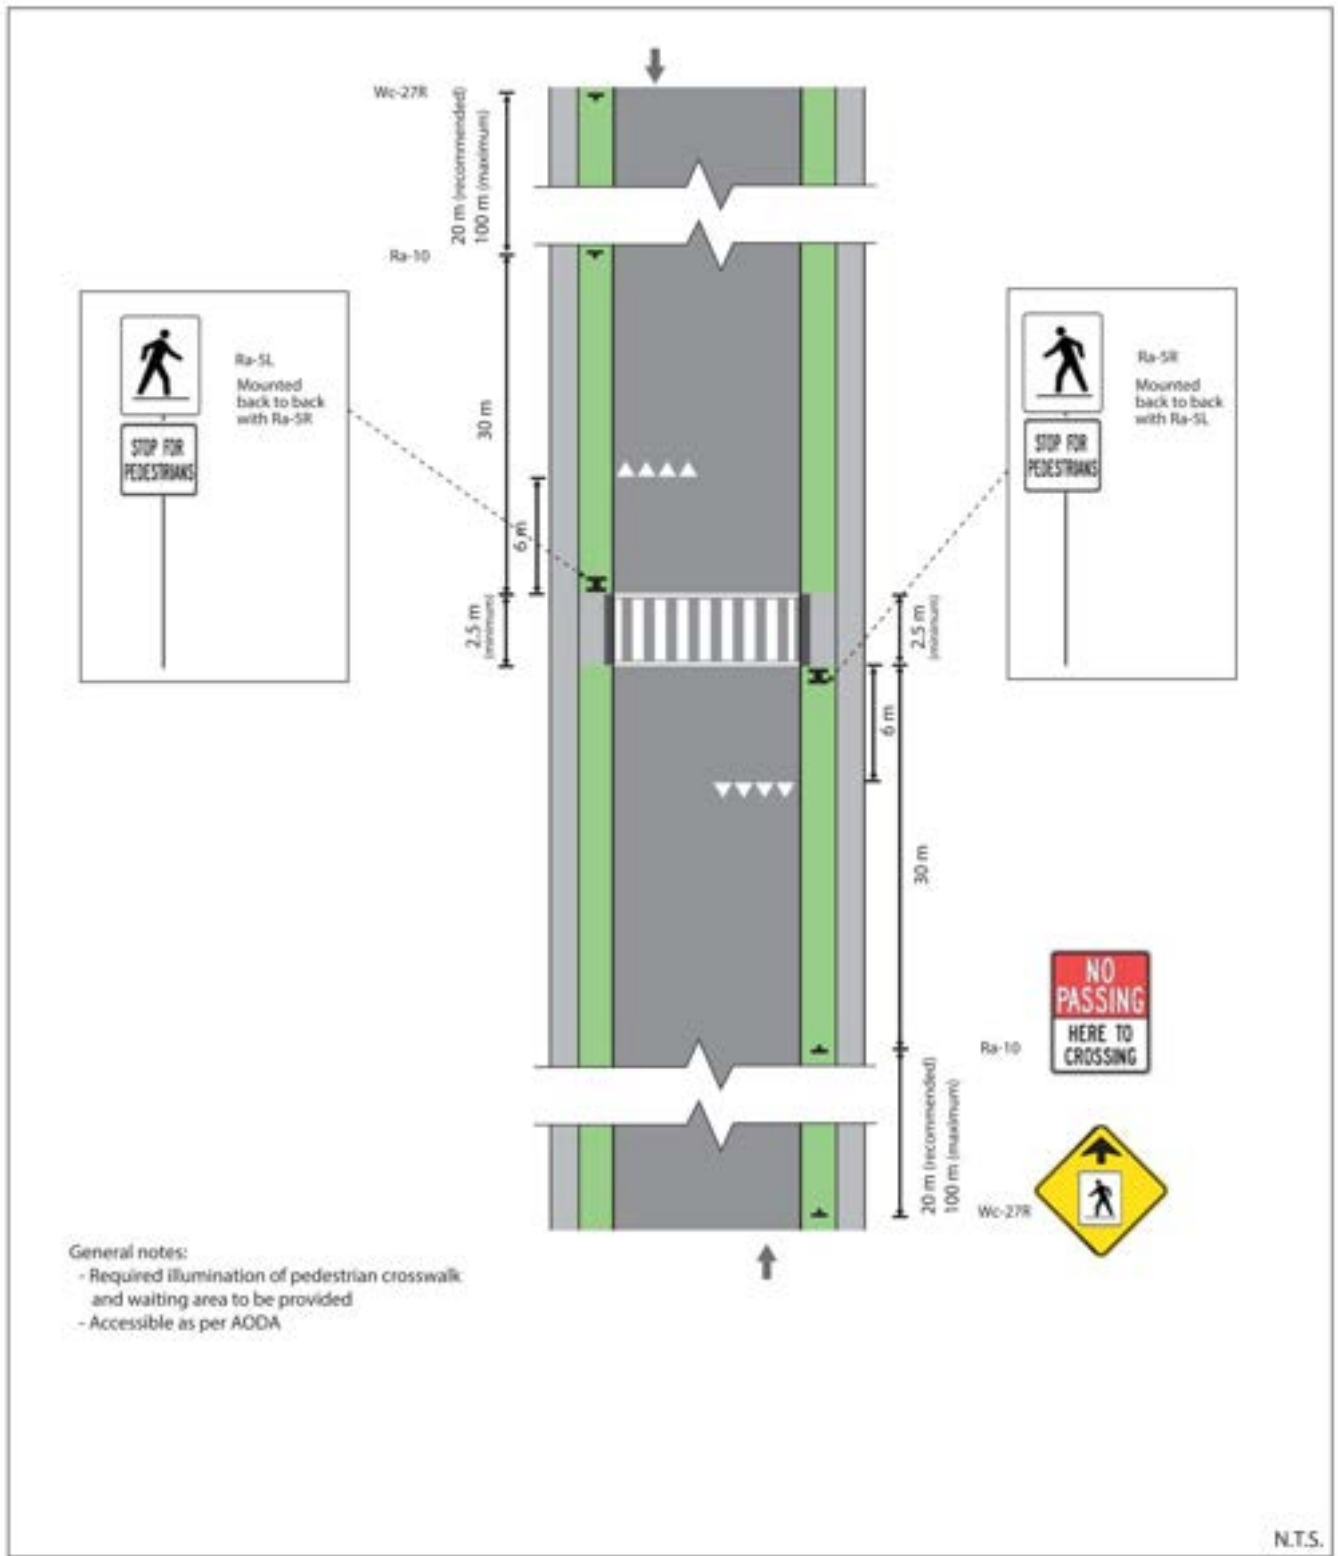 Wc-27R
20 m (recommended)
100 m (maximum)
Ra-10
30 m
6 m
2.5 m
(minimum)
Ra-5L
Mounted
back to back
with Ra-5R
STOP FOR
PEDESTRIANS
Ra-5R
Mounted
back to back
with Ra-5L
STOP FOR
PEDESTRIANS
2.5 m
(minimum)
6 m
30 m
Ra-10
NO
PASSING
HERE TO
CROSSING
20 m (recommended)
100 m (maximum)
Wc-27R
General notes:
- Required illumination of pedestrian crosswalk
and waiting area to be provided
- Accessible as per AODA
N.T.S.